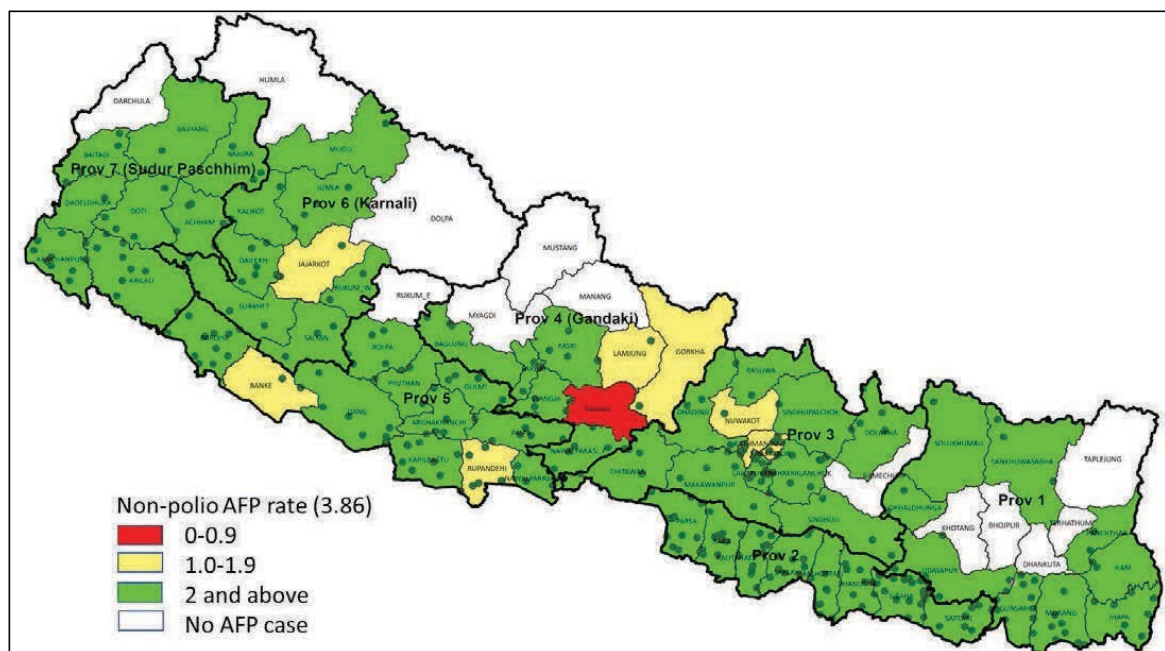 HUMLA
DARCHULA
BAJHANG
BAITADI
BAJURA
MUGU
Prov 7 (Sudur Paschhim)
JUMLA
DADELDHURA
DOTI
ACHHAM
KALIKOT
Prov 6 (Karnali)
DOLPA
MUSTANG
KANCHANPUR
KAILALI
DAILEKH
JAJARKOT
RUKUM_W
RUKUM_E
MANANG
MYAGDI
Prov 4 (Gandaki)
SURKHET
SALYAN
ROLPA
BAGLUNG
KASKI
LAMJUNG
GORKHA
BARDIYA
BANKE
PYUTHAN
GULMI
RASUWA
DANG
Prov 5
DHADING
NUWAKOT
SINDHUPALCHOK
ARGHAKHANCHI
DOLAKHA
Prov 3
KAPILBASTU
RUPANDEHI
NAWALPARASI
CHITAWAN
MAKAWANPUR
SOLUKHUMBU
SANKHUWASABHA
TAPLEJUNG
Prov 1
OKHALDHUNGA
KHOTANG
BHOJPUR
TERHATHUM
PANCHTHAR
SINDHULI
DHANKUTA
ILAM
UDAYAPUR
PARSA
Prov 2
SIRAHA
SAPTARI
SUNSARI
MORANG
JHAPA
Non-polio AFP rate (3.86)
0-0.9
1.0-1.9
2 and above
No AFP case